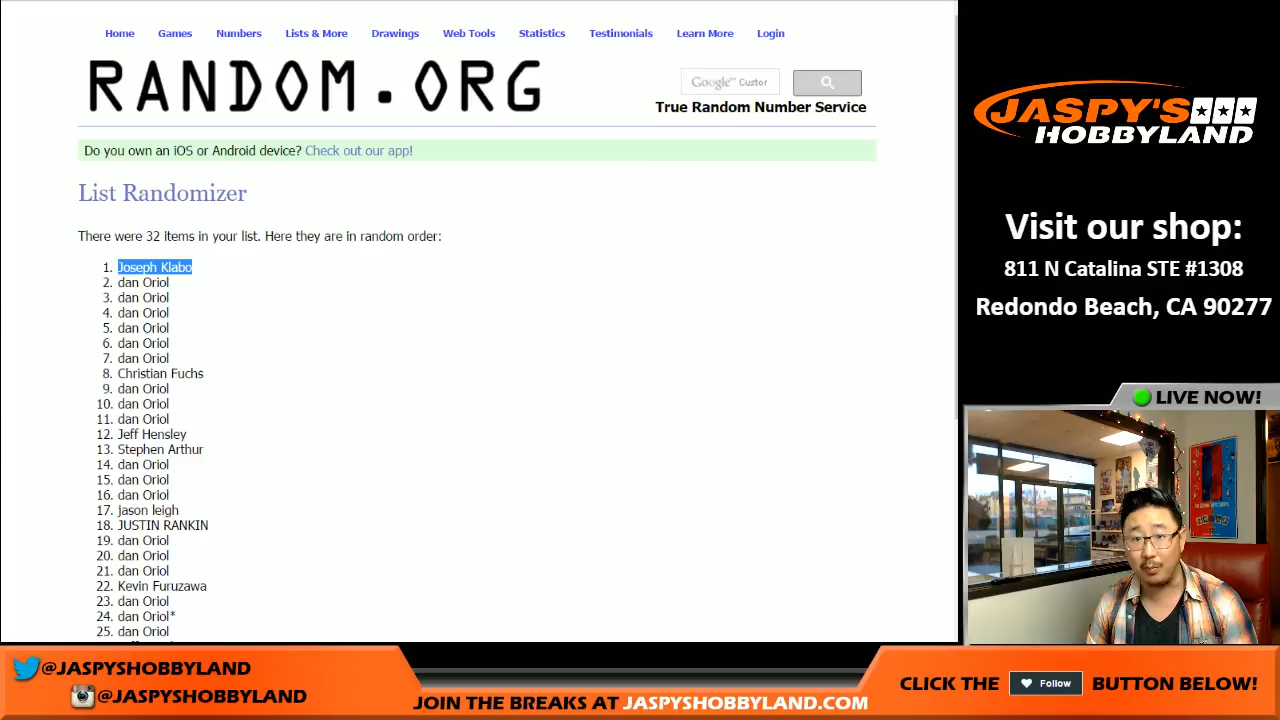 Home Games Numbers Lists & More Drawings Web Tools Statistics Testimonials Learn More Login
RANDOM.ORG
Google™ Custor
True Random Number Service
Do you own an iOS or Android device? Check out our app!
List Randomizer
There were 32 items in your list. Here they are in random order:
1. Joseph Klabo
2. dan Oriol
3. dan Oriol
4. dan Oriol
5. dan Oriol
6. dan Oriol
7. dan Oriol
8. Christian Fuchs
9. dan Oriol
10. dan Oriol
11. dan Oriol
12. Jeff Hensley
13. Stephen Arthur
14. dan Oriol
15. dan Oriol
16. dan Oriol
17. jason leigh
18. JUSTIN RANKIN
19. dan Oriol
20. dan Oriol
21. dan Oriol
22. Kevin Furuzawa
23. dan Oriol
24. dan Oriol*
25. dan Oriol
JASPY'S
HOBBYLAND
Visit our shop:
811 N Catalina STE #1308
Redondo Beach, CA 90277
LIVE NOW!
@JASPYSHOBBYLAND
@JASPYSHOBBYLAND
JOIN THE BREAKS AT JASPYSHOBBYLAND.COM
CLICK THE Follow BUTTON BELOW!